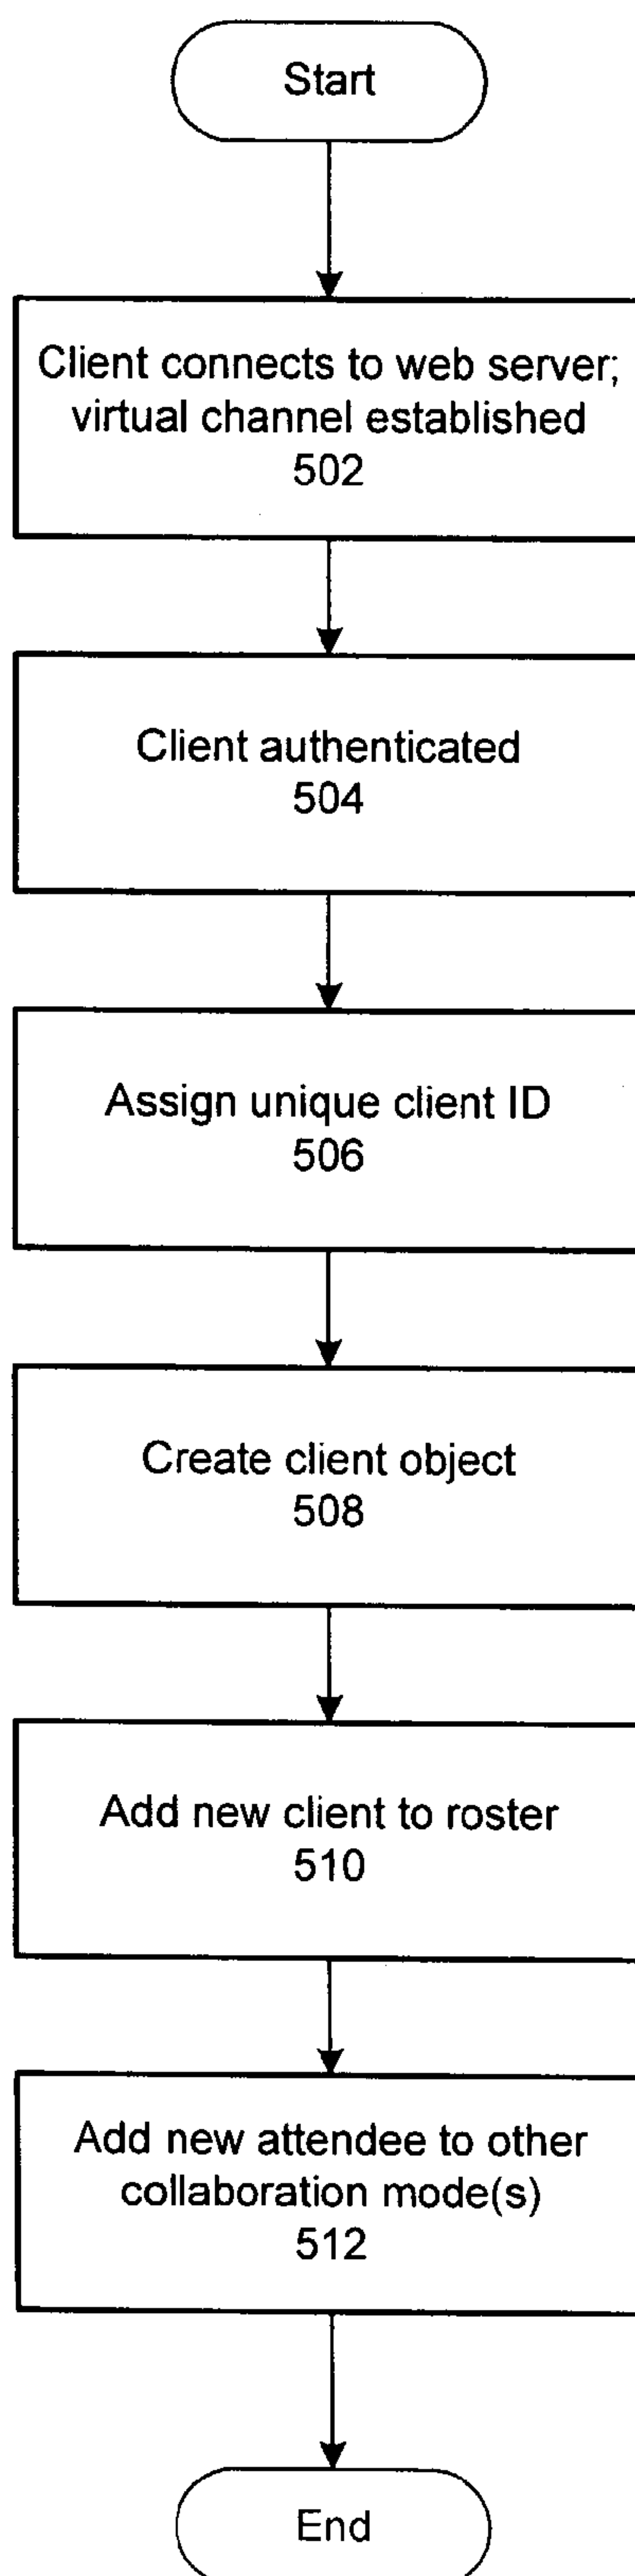 Start
Client connects to web server;
virtual channel established
502
Client authenticated
504
Assign unique client ID
506
Create client object
508
Add new client to roster
510
Add new attendee to other
collaboration mode(s)
512
End